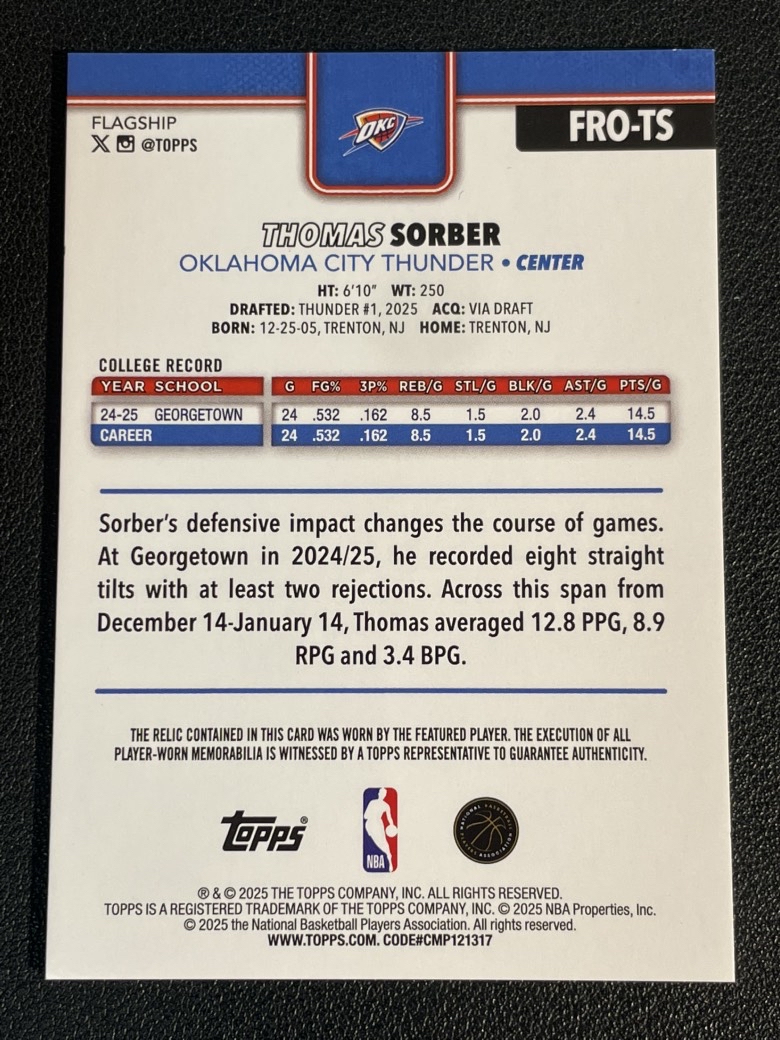 OKC
FLAGSHIP
@TOPPS
FRO-TS
THOMAS SORBER
OKLAHOMA CITY THUNDER • CENTER
HT: 6'10" WT: 250
DRAFTED: THUNDER #1, 2025 ACQ: VIA DRAFT
BORN: 12-25-05, TRENTON, NJ HOME: TRENTON, NJ
COLLEGE RECORD
YEAR SCHOOL G FG% 3P% REB/G STL/G BLK/G AST/G PTS/G
24-25 GEORGETOWN 24 .532 .162 8.5 1.5 2.0 2.4 14.5
CAREER 24 .532 .162 8.5 1.5 2.0 2.4 14.5
Sorber's defensive impact changes the course of games.
At Georgetown in 2024/25, he recorded eight straight
tilts with at least two rejections. Across this span from
December 14-January 14, Thomas averaged 12.8 PPG, 8.9
RPG and 3.4 BPG.
THE RELIC CONTAINED IN THIS CARD WAS WORN BY THE FEATURED PLAYER. THE EXECUTION OF ALL
PLAYER-WORN MEMORABILIA IS WITNESSED BY A TOPPS REPRESENTATIVE TO GUARANTEE AUTHENTICITY.
Topps®
NBA
NATIONAL BASKETBALL PLAYERS ASSOCIATION
® & © 2025 THE TOPPS COMPANY, INC. ALL RIGHTS RESERVED.
TOPPS IS A REGISTERED TRADEMARK OF THE TOPPS COMPANY, INC. © 2025 NBA Properties, Inc.
© 2025 the National Basketball Players Association. All rights reserved.
WWW.TOPPS.COM. CODE#CMP121317